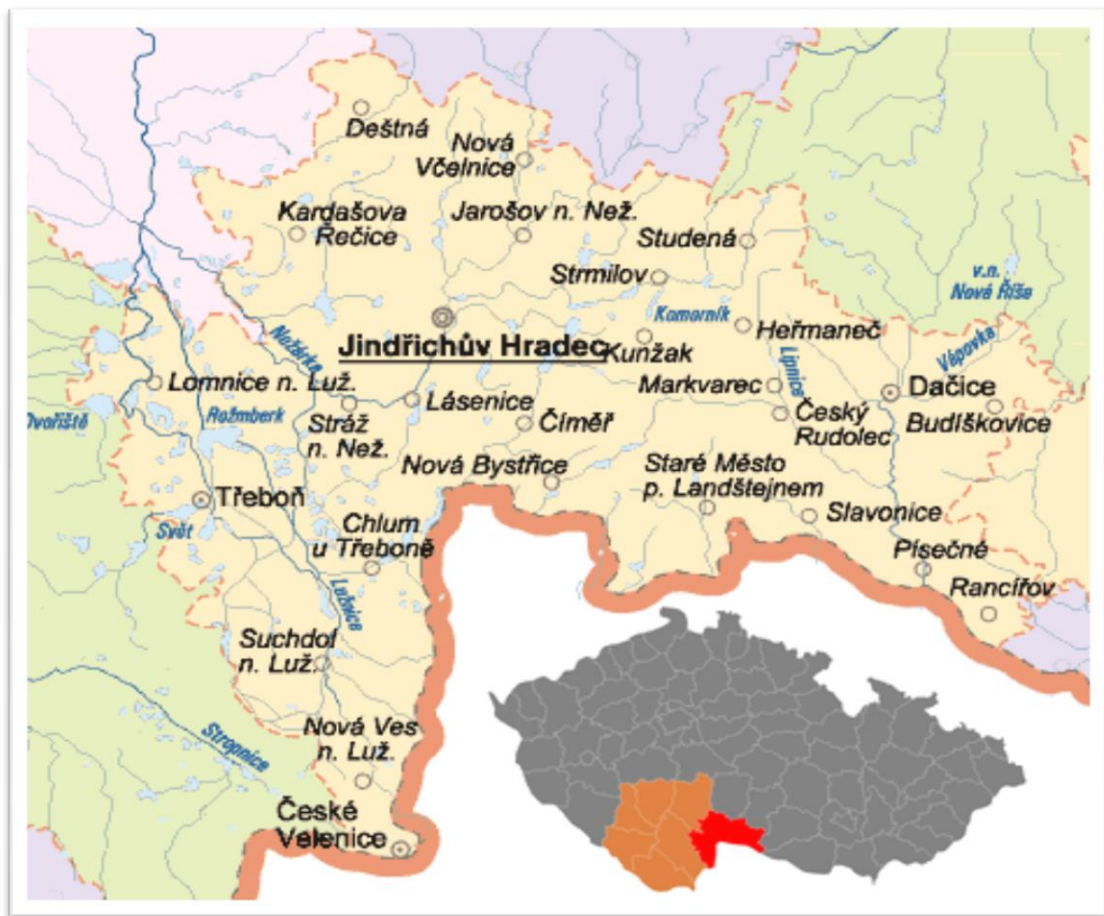 Deštná
Nová
Včelnice
Kardašova
Řečice
Jarošov n. Než.
Studená
Strmilov
v.n.
Nová Říše
Komorník
Heřmaneč
Jindřichův Hradec
Kunžak
Nežárka
Lipnice
Vápovka
Lomnice n. Luž.
Markvarec
Dačice
Dvořiště
Rožmberk
Stráž
n. Než.
Lásenice
Číměř
Český
Rudolec
Budíškovice
Nová Bystřice
Staré Město
p. Landštejnem
Třeboň
Svět
Chlum
u Třeboně
Slavonice
Písečné
Lužnice
Rancířov
Suchdol
n. Luž.
Stropnice
Nová Ves
n. Luž.
České
Velenice